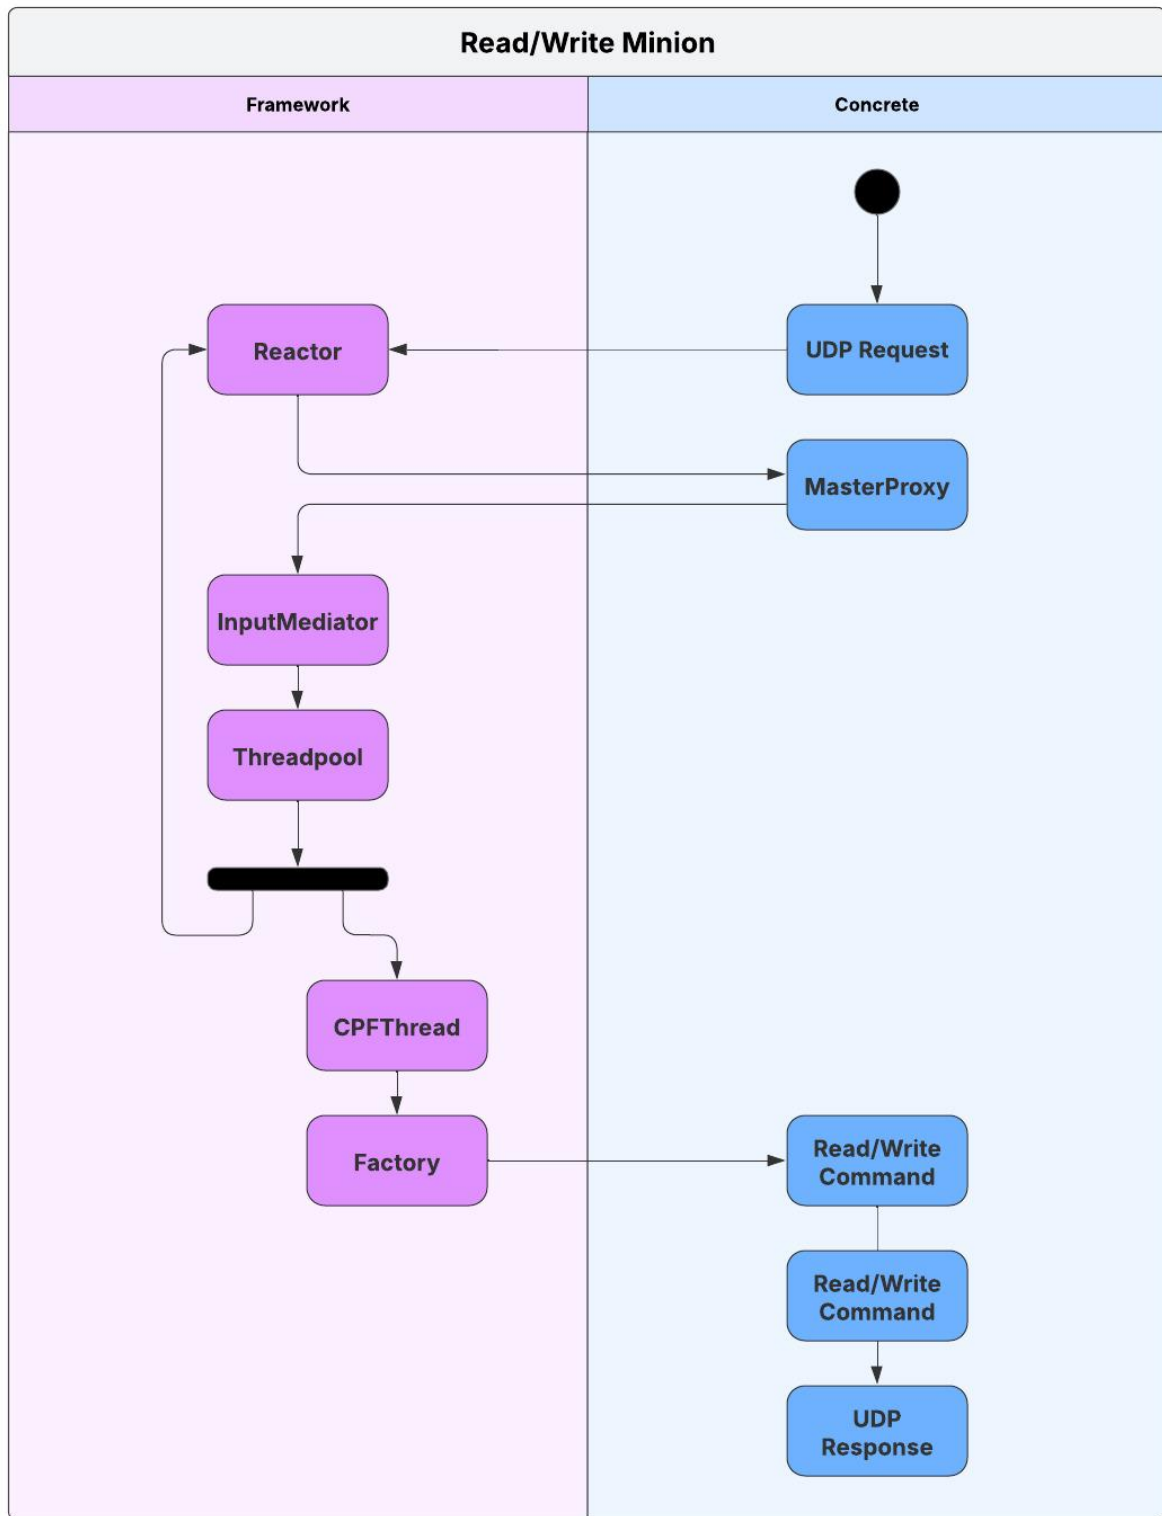 Read/Write Minion
Framework
Concrete
Reactor
UDP Request
MasterProxy
InputMediator
Threadpool
CPFThread
Factory
Read/Write
Command
Read/Write
Command
UDP
Response